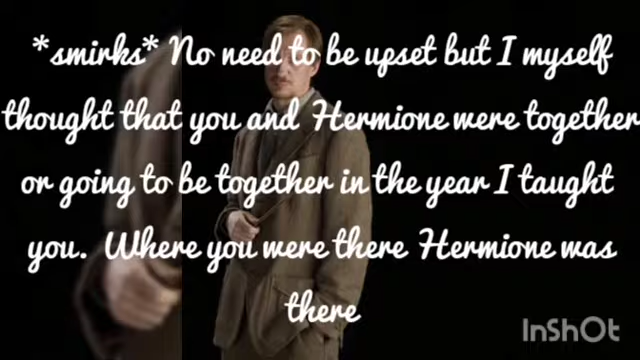 *smirks* No need to be upset but I myself
thought that you and Hermione were together
or going to be together in the year I taught
you. Where you were there Hermione was
there
InShOt